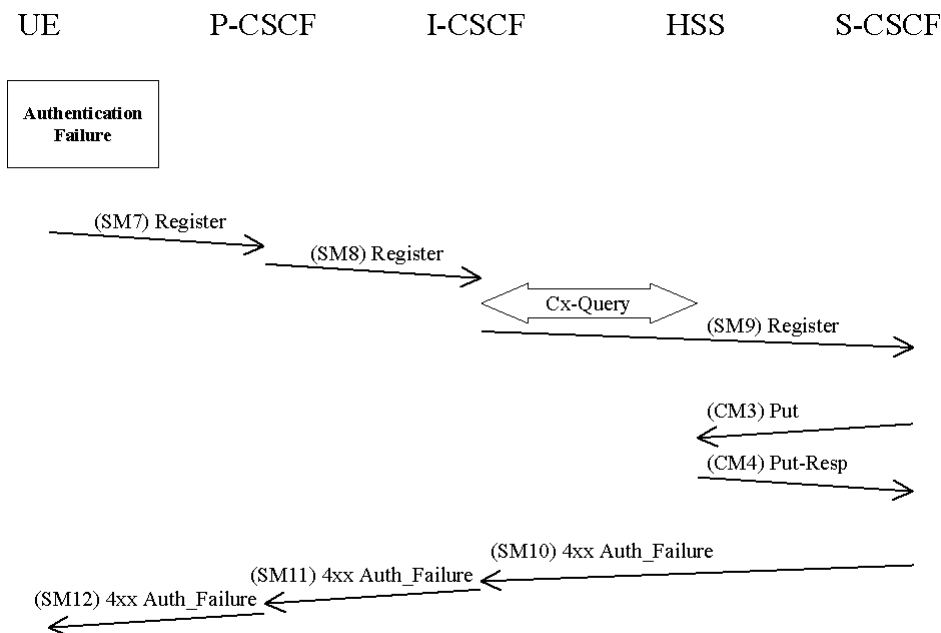 UE P-CSCF I-CSCF HSS S-CSCF
Authentication
Failure
(SM7) Register
(SM8) Register
Cx-Query
(SM9) Register
(CM3) Put
(CM4) Put-Resp
(SM10) 4xx Auth_Failure
(SM11) 4xx Auth_Failure
(SM12) 4xx Auth_Failure